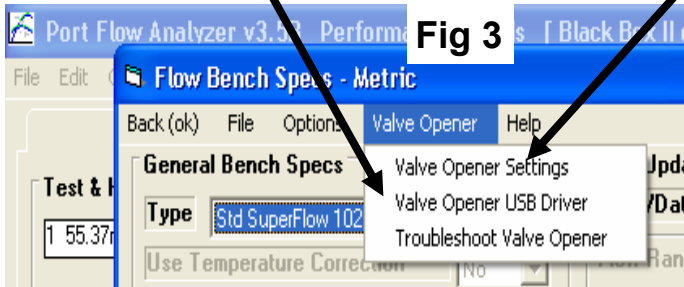 Port Flow Analyzer v3.5 Performa s [ Black Box II
Fig 3
File Edit
Flow Bench Specs - Metric
Back (ok) File Options Valve Opener Help
General Bench Specs
Valve Opener Settings
Test &
Type Std SuperFlow 102
Valve Opener USB Driver
1 55.37
Troubleshoot Valve Opener
Use Temperature Correction No